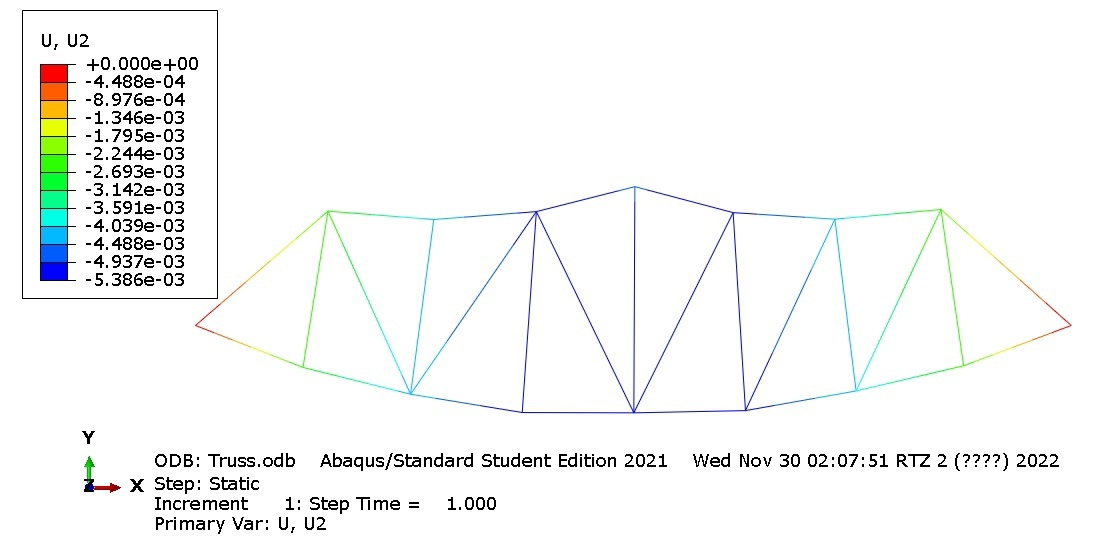 U, U2
+0.000e+00
-4.488e-04
-8.976e-04
-1.346e-03
-1.795e-03
-2.244e-03
-2.693e-03
-3.142e-03
-3.591e-03
-4.039e-03
-4.488e-03
-4.937e-03
-5.386e-03
Y
Z X
ODB: Truss.odb Abaqus/Standard Student Edition 2021 Wed Nov 30 02:07:51 RTZ 2 (????) 2022
Step: Static
Increment 1: Step Time = 1.000
Primary Var: U, U2